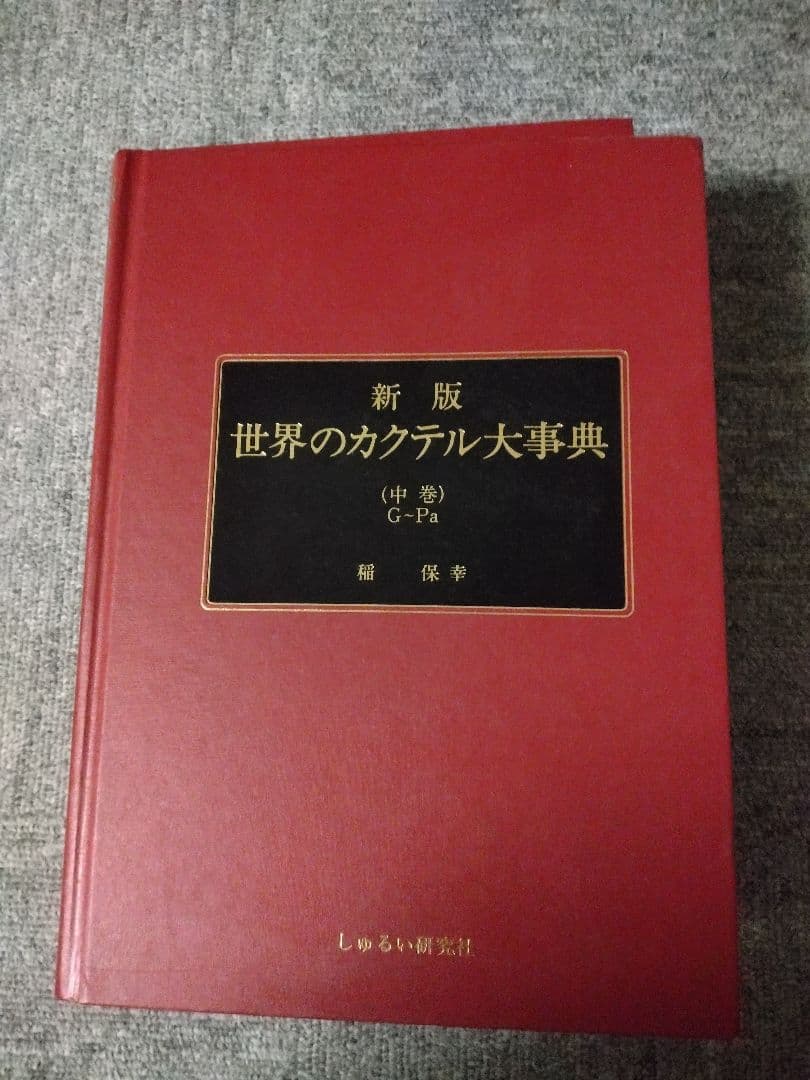 新版
世界のカクテル大事典
(中巻)
G~Pa
稲 保幸
しゅるい研究社